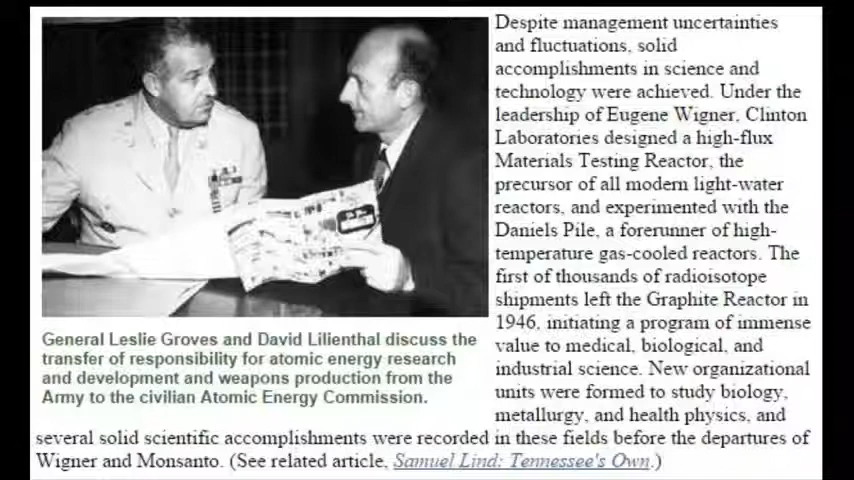 Despite management uncertainties
and fluctuations, solid
accomplishments in science and
technology were achieved. Under the
leadership of Eugene Wigner, Clinton
Laboratories designed a high-flux
Materials Testing Reactor, the
precursor of all modern light-water
reactors, and experimented with the
Daniels Pile, a forerunner of high-
temperature gas-cooled reactors. The
first of thousands of radioisotope
shipments left the Graphite Reactor in
1946, initiating a program of immense
value to medical, biological, and
industrial science. New organizational
units were formed to study biology,
metallurgy, and health physics, and
several solid scientific accomplishments were recorded in these fields before the departures of
Wigner and Monsanto. (See related article, Samuel Lind: Tennessee's Own.)
General Leslie Groves and David Lilienthal discuss the
transfer of responsibility for atomic energy research
and development and weapons production from the
Army to the civilian Atomic Energy Commission.